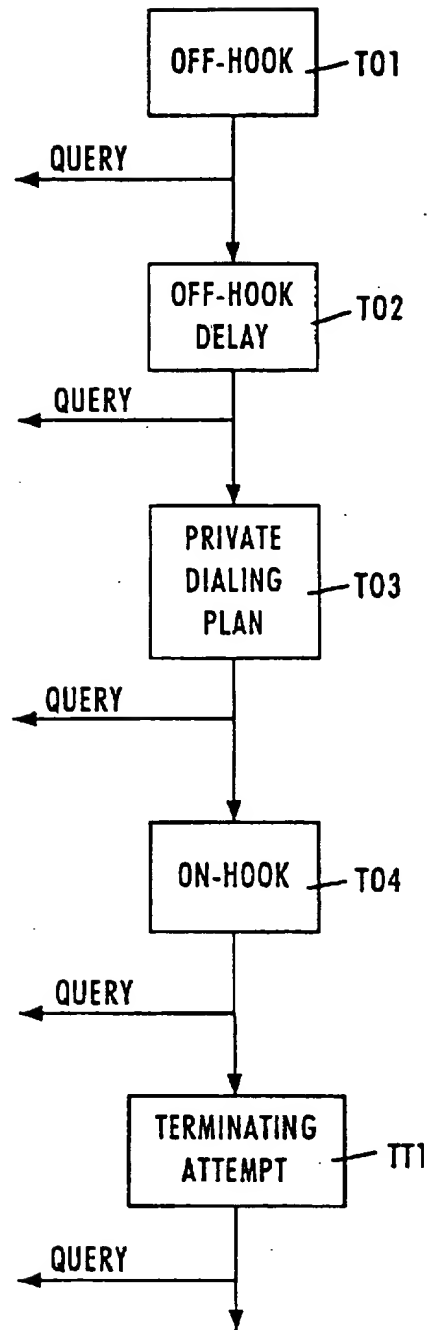 OFF-HOOK
T01
QUERY
OFF-HOOK
DELAY
T02
QUERY
PRIVATE
DIALING
PLAN
T03
QUERY
ON-HOOK
T04
QUERY
TERMINATING
ATTEMPT
TT1
QUERY